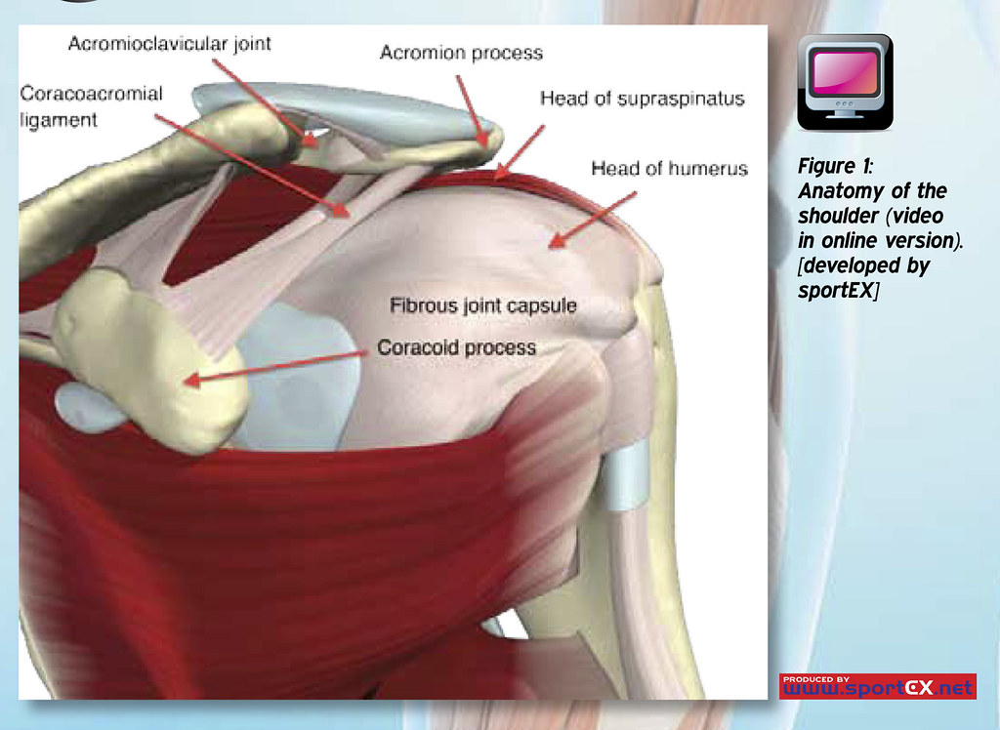 Acromioclavicular joint
Acromion process
Coracoacromial
ligament
Head of supraspinatus
Head of humerus
Fibrous joint capsule
Coracoid process
Figure 1:
Anatomy of the
shoulder (video
in online version).
[developed by
sportEX]
PRODUCED BY
www.sportEX.net